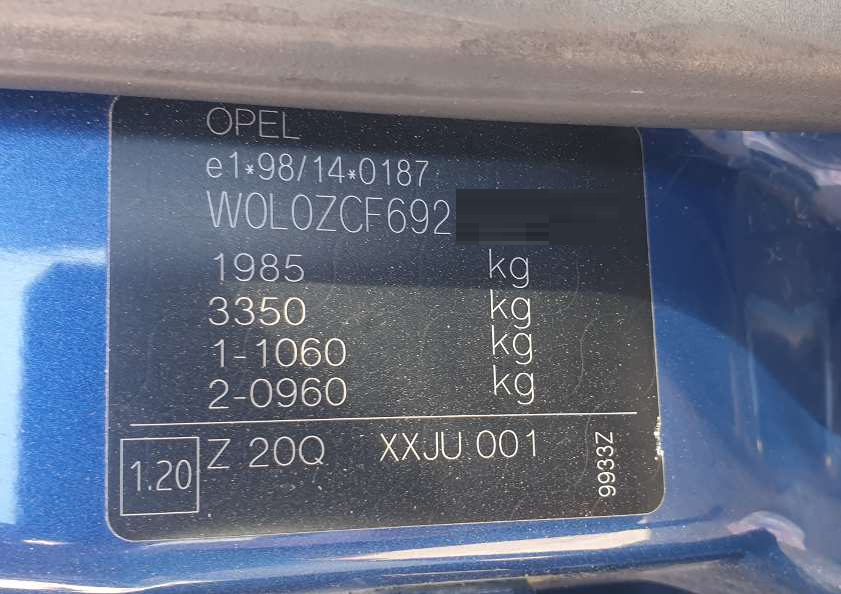 OPEL
e1*98/14*0187
W0L0ZCF692
1985 kg
3350 kg
1-1060 kg
2-0960 kg
1.20 Z 20Q XXJU 001 9933Z